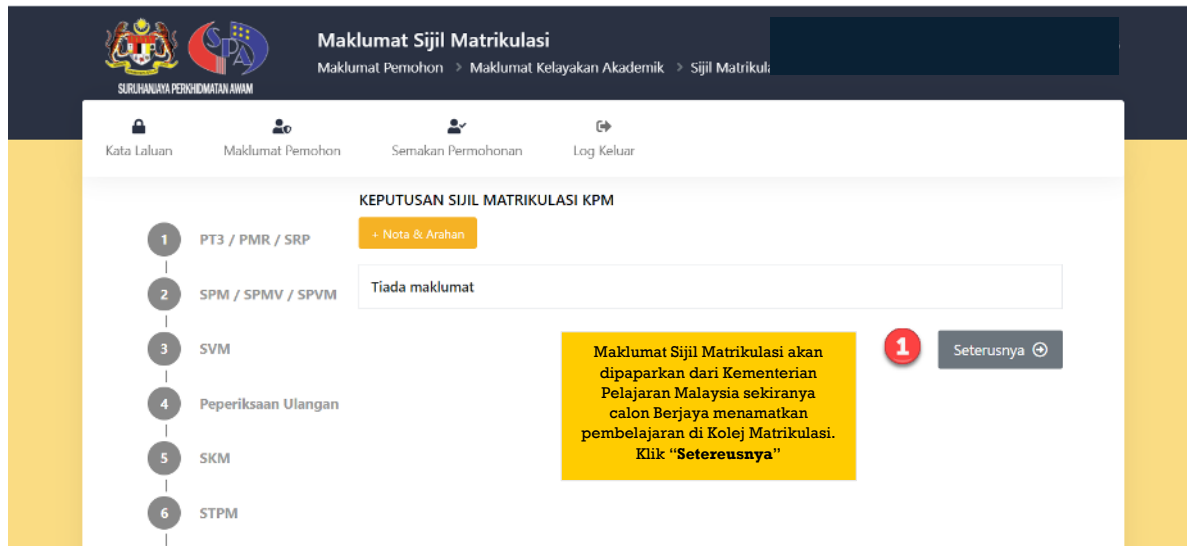 SPA
SURUHANJAYA PERKHIDMATAN AWAM
Maklumat Sijil Matrikulasi
Maklumat Pemohon > Maklumat Kelayakan Akademik > Sijil
Kata Laluan
Maklumat Pemohon
Semakan Permohonan
Log Keluar
KEPUTUSAN SIJIL MATRIKULASI KPM
+ Nota & Arahan
Tiada maklumat
1 PT3 / PMR / SRP
2 SPM / SPMV / SPVM
3 SVM
4 Peperiksaan Ulangan
5 SKM
6 STPM
Maklumat Sijil Matrikulasi akan
dipaparkan dari Kementerian
Pelajaran Malaysia sekiranya
calon Berjaya menamatkan
pembelajaran di Kolej Matrikulasi.
Klik “Setereusnya”
1
Seterusnya